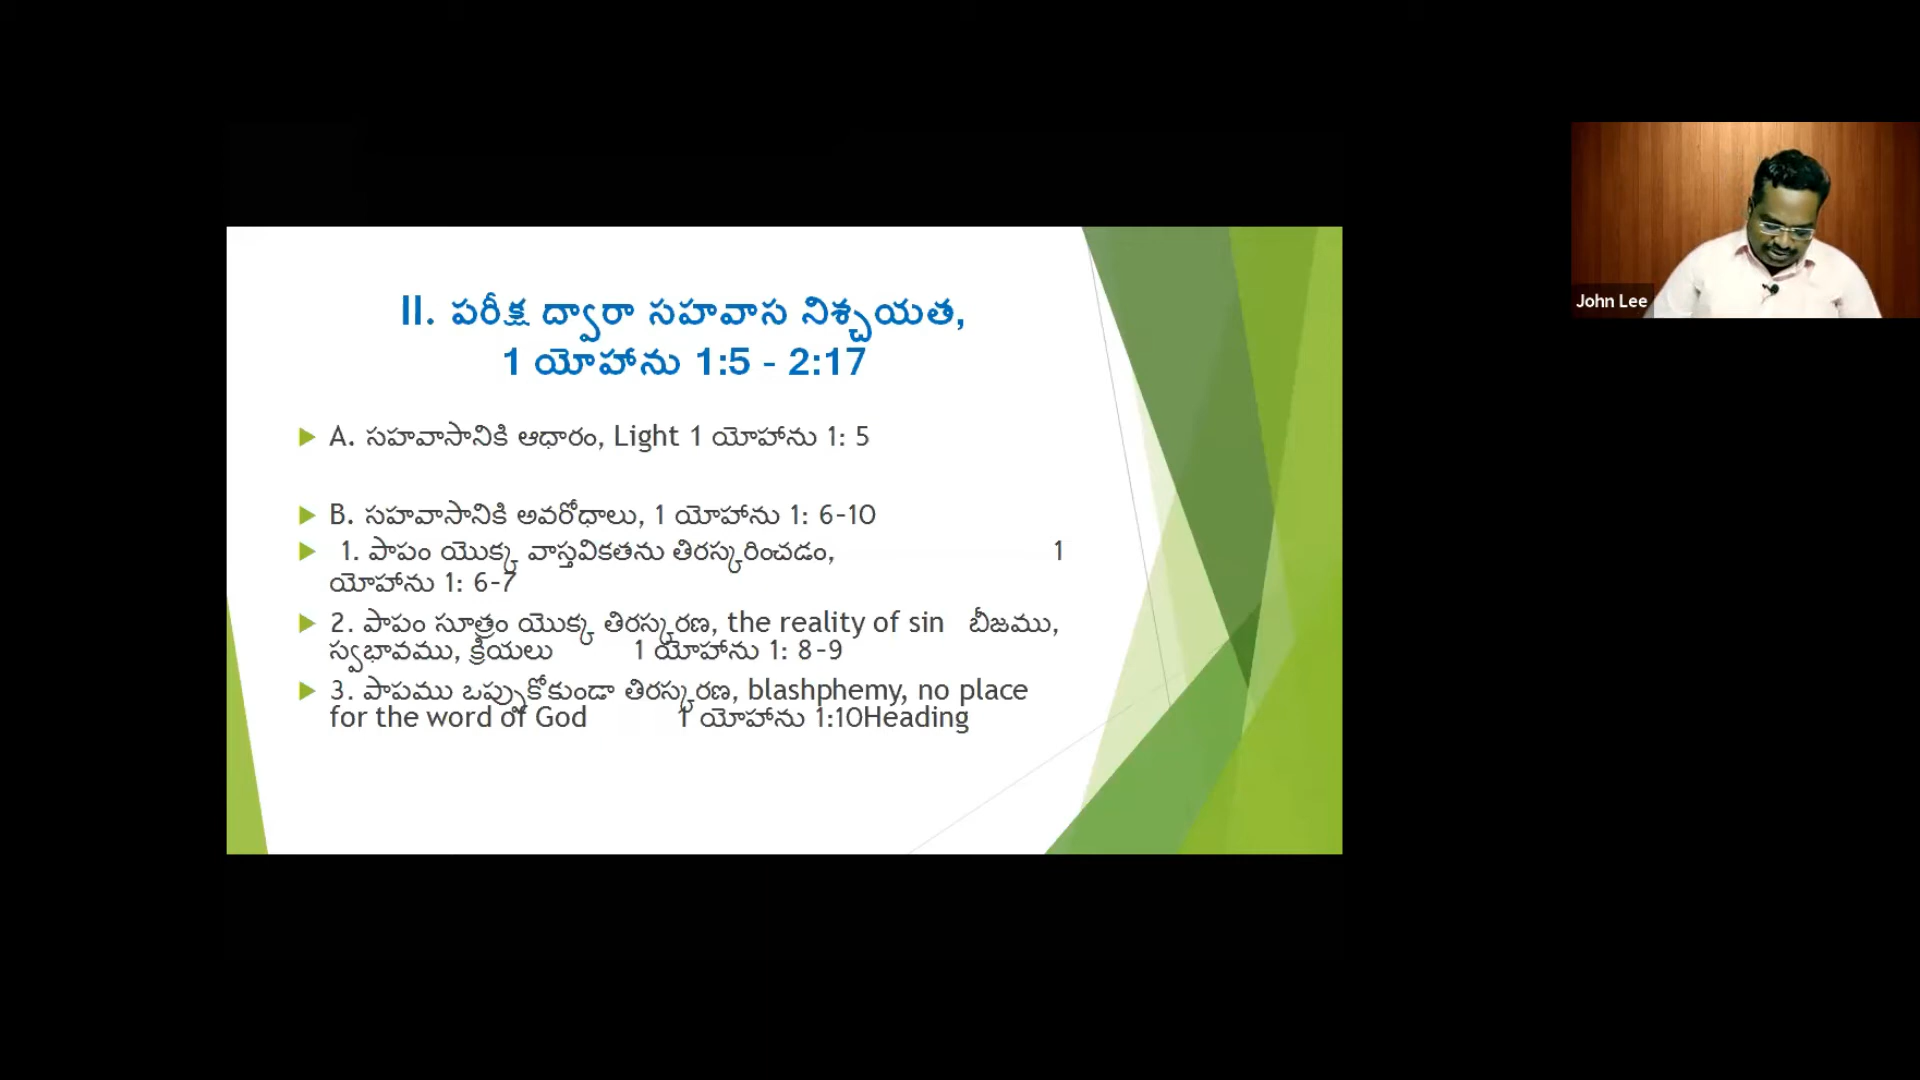 II. పరీక్ష ద్వారా సహవాస నిశ్చయత,
1 యోహాను 1:5 - 2:17
A. సహవాసానికి ఆధారం, Light 1 యోహాను 1: 5
B. సహవాసానికి అవరోధాలు, 1 యోహాను 1: 6-10
1. పాపం యొక్క వాస్తవికతను తిరస్కరించడం, 1
యోహాను 1: 6-7
2. పాపం సూత్రం యొక్క తిరస్కరణ, the reality of sin బీజము,
స్వభావము, క్రియలు 1 యోహాను 1: 8-9
3. పాపము ఒప్పుకోకుండా తిరస్కరణ, blashphemy, no place
for the word of God 1 యోహాను 1:10Heading
John Lee